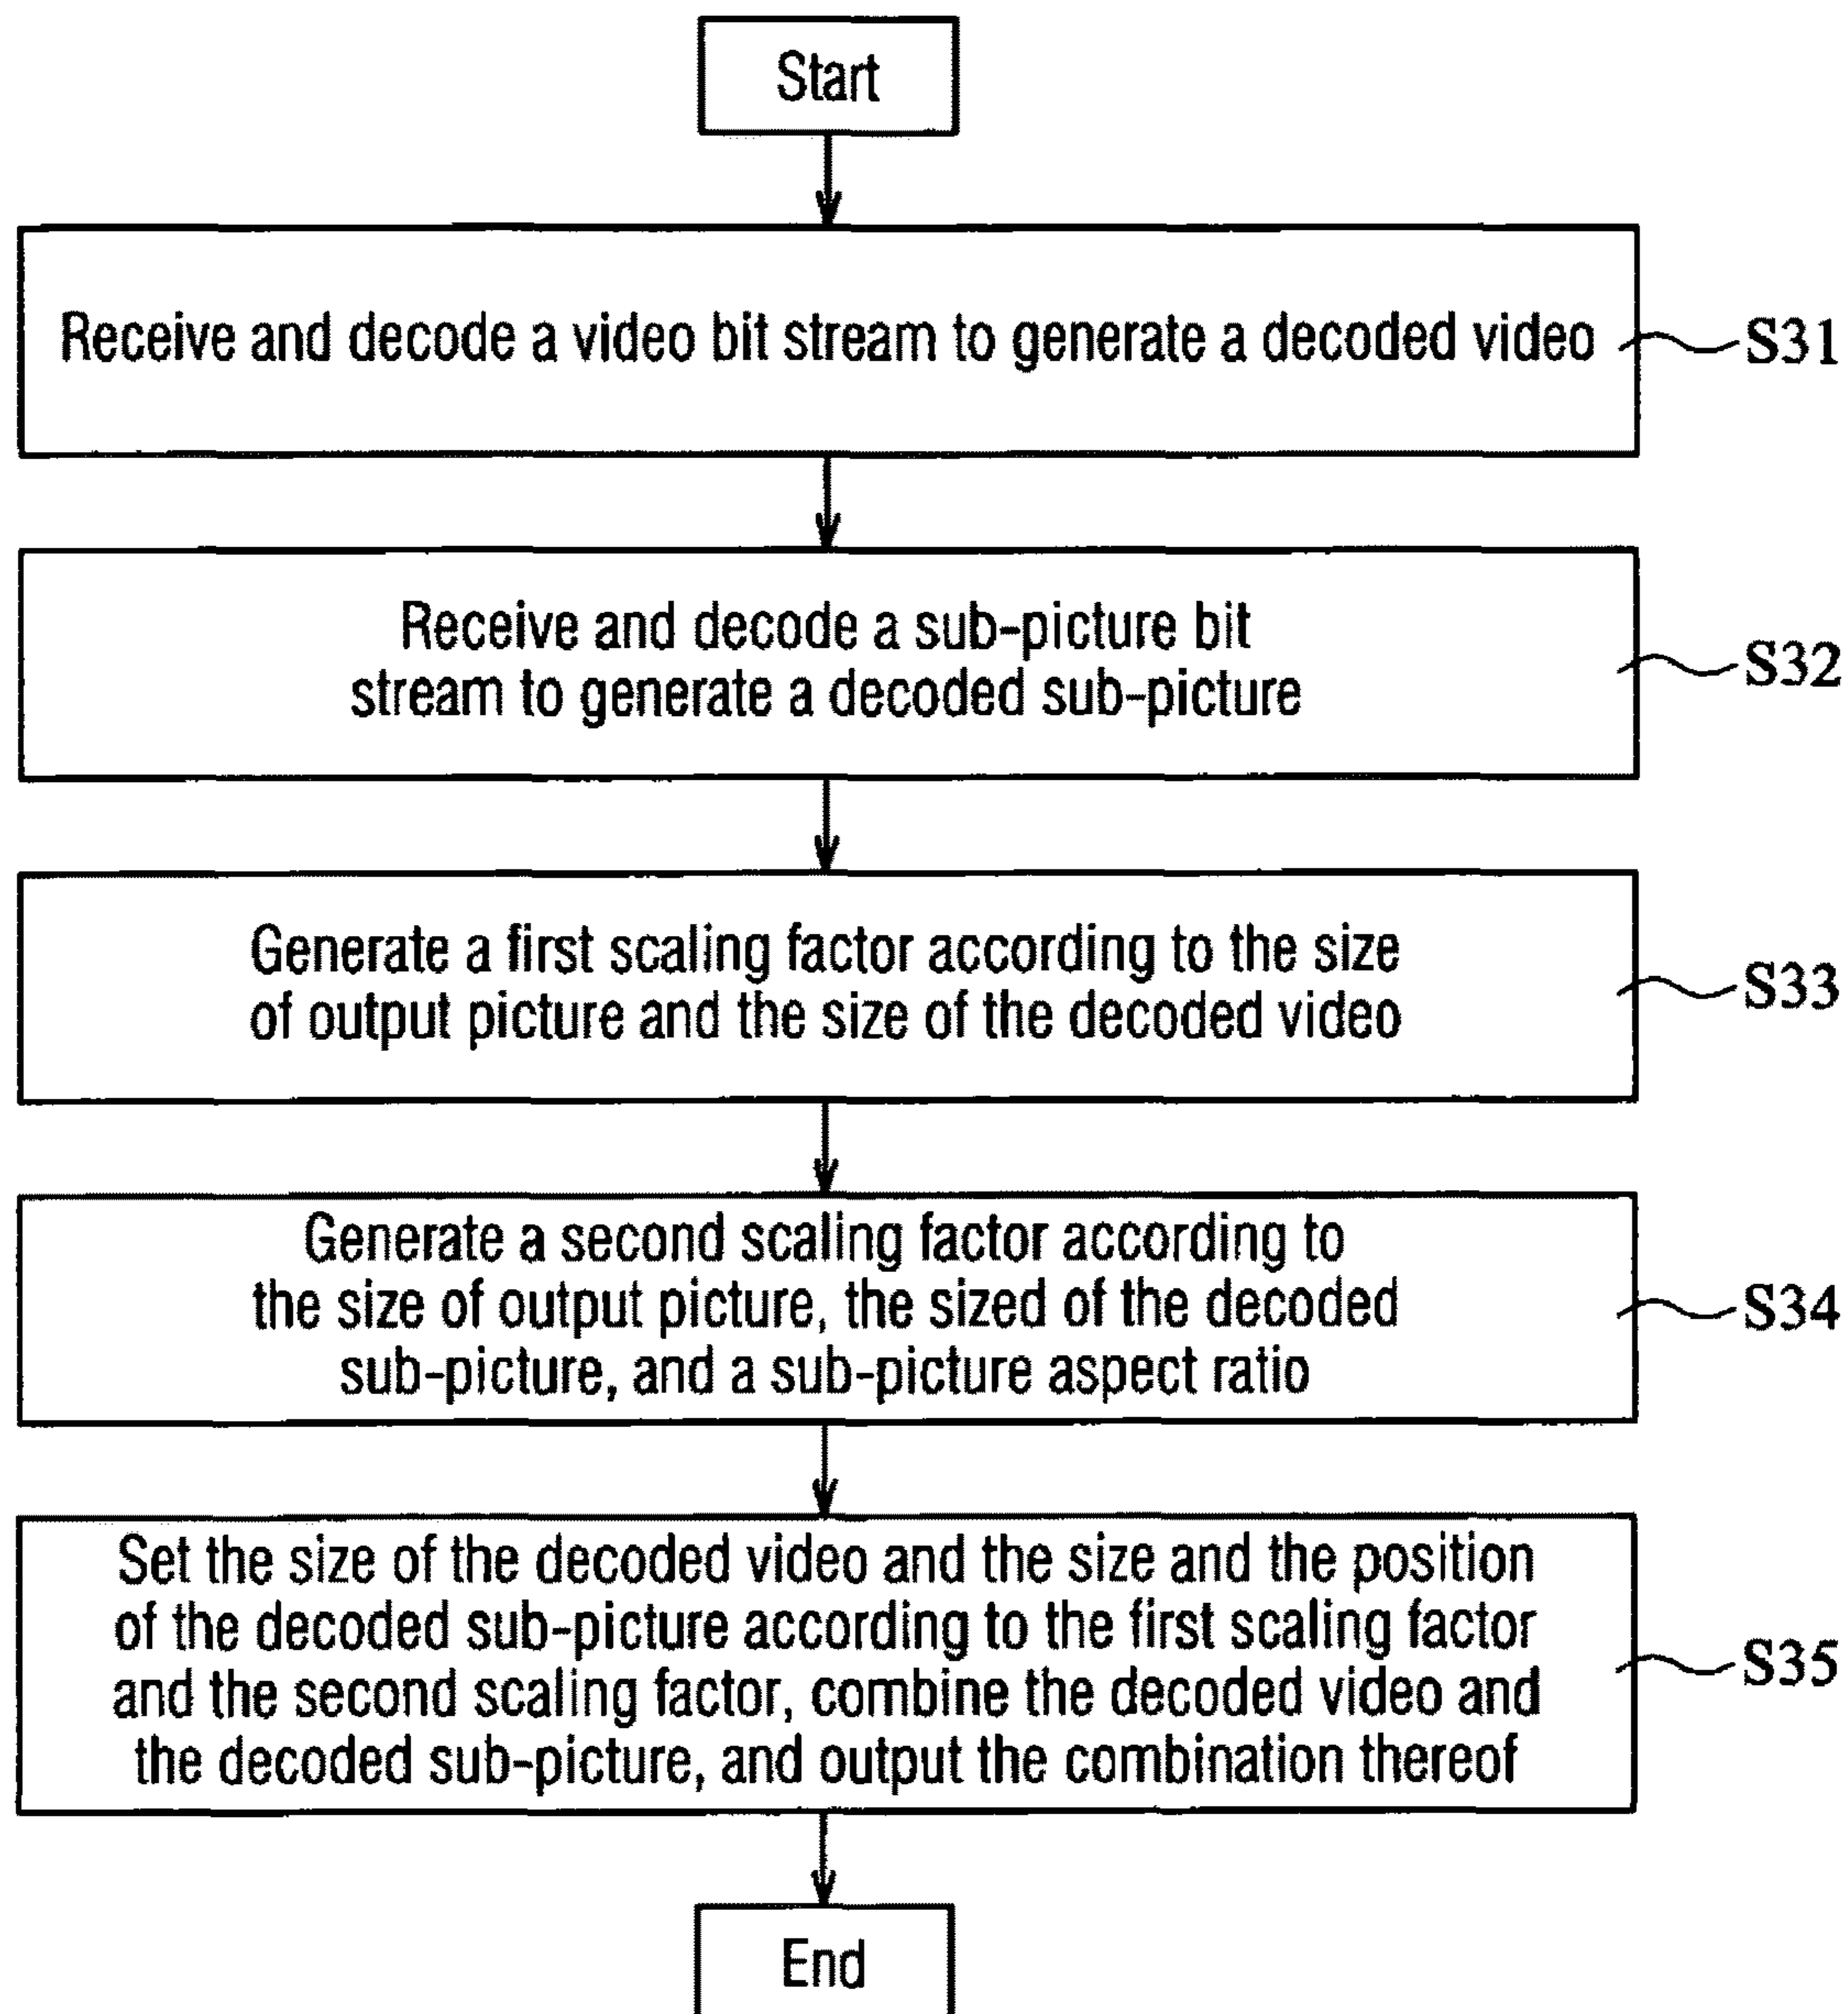 Start
Receive and decode a video bit stream to generate a decoded video
S31
Receive and decode a sub-picture bit
stream to generate a decoded sub-picture
S32
Generate a first scaling factor according to the size
of output picture and the size of the decoded video
S33
Generate a second scaling factor according to
the size of output picture, the sized of the decoded
sub-picture, and a sub-picture aspect ratio
S34
Set the size of the decoded video and the size and the position
of the decoded sub-picture according to the first scaling factor
and the second scaling factor, combine the decoded video and
the decoded sub-picture, and output the combination thereof
S35
End